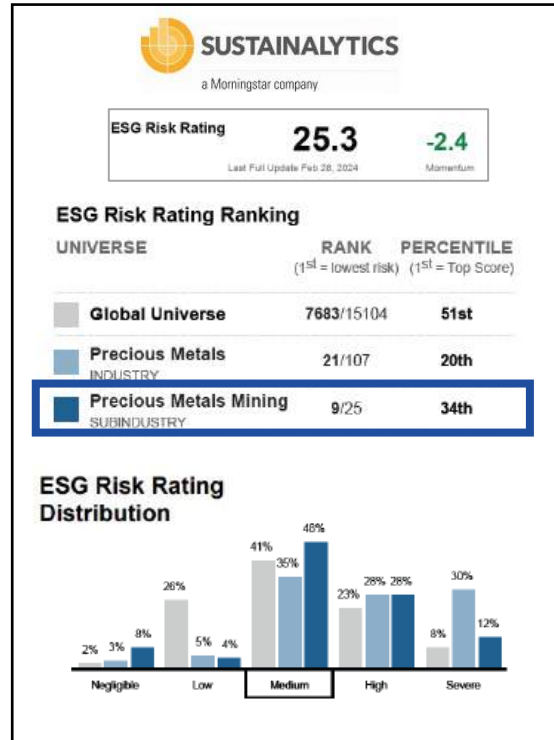 SUSTAINALYTICS
a Morningstar company
ESG Risk Rating 25.3 -2.4
Last Full Update Feb 28, 2024 Momentum
ESG Risk Rating Ranking
UNIVERSE RANK PERCENTILE
(1st = lowest risk) (1st = Top Score)
Global Universe 7683/15104 51st
Precious Metals 21/107 20th
INDUSTRY
Precious Metals Mining 9/25 34th
SUBINDUSTRY
ESG Risk Rating
Distribution
2% 3% 8% 26% 5% 4% 41% 35% 48% 23% 28% 28% 8% 30% 12%
Negligible Low Medium High Severe